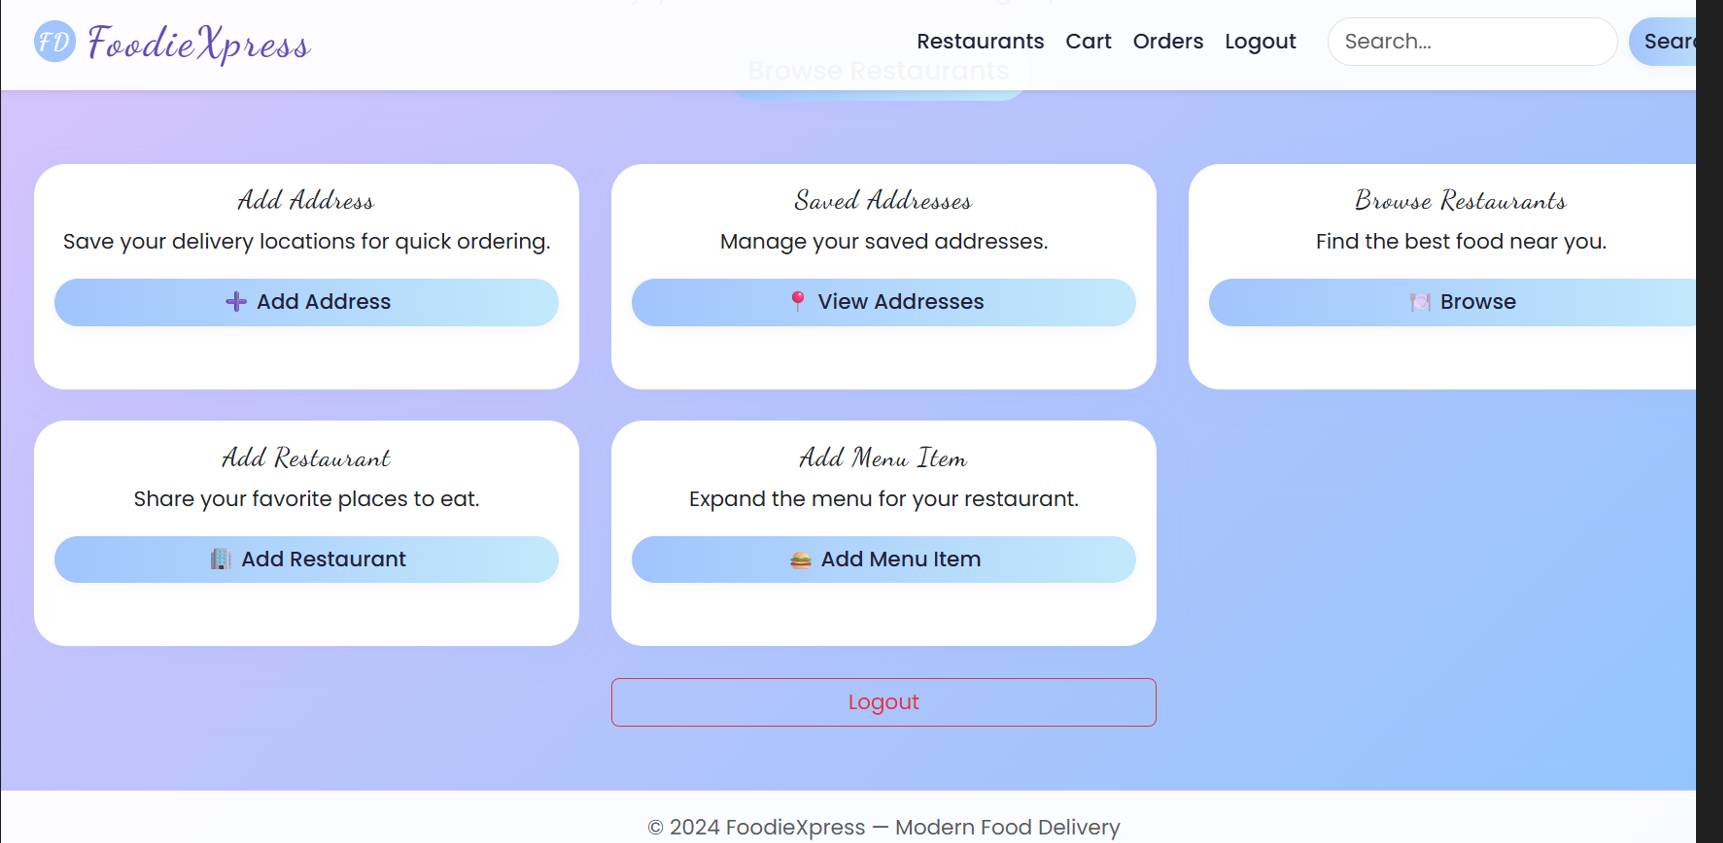 FD FoodieXpress Restaurants Cart Orders Logout Search...
Browse Restaurants
Add Address Saved Addresses Browse Restaurants
Save your delivery locations for quick ordering. Manage your saved addresses. Find the best food near you.
➕ Add Address 📍 View Addresses 🍽️ Browse
Add Restaurant Add Menu Item
Share your favorite places to eat. Expand the menu for your restaurant.
🏢 Add Restaurant 🍔 Add Menu Item
Logout
© 2024 FoodieXpress — Modern Food Delivery